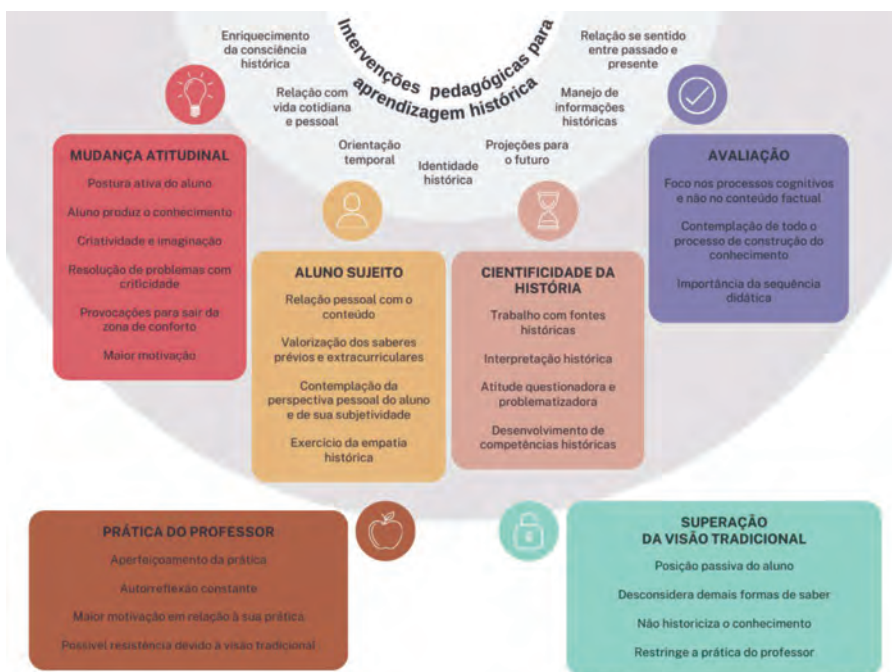 Intervenções pedagógicas para
aprendizagem histórica
Enriquecimento
da consciência
histórica
Relação com
vida cotidiana
e pessoal
Orientação
temporal
Identidade
histórica
Projeções para
o futuro
Manejo de
informações
históricas
Relação se sentido
entre passado e
presente
MUDANÇA ATITUDINAL
Postura ativa do aluno
Aluno produz o conhecimento
Criatividade e imaginação
Resolução de problemas com
criticidade
Provocações para sair da
zona de conforto
Maior motivação
ALUNO SUJEITO
Relação pessoal com o
conteúdo
Valorização dos saberes
prévios e extracurriculares
Contemplação da
perspectiva pessoal do aluno
e de sua subjetividade
Exercício da empatia
histórica
CIENTIFICIDADE DA
HISTÓRIA
Trabalho com fontes
históricas
Interpretação histórica
Atitude questionadora e
problematizadora
Desenvolvimento de
competências históricas
AVALIAÇÃO
Foco nos processos cognitivos
e não no conteúdo factual
Contemplação de todo o
processo de construção do
conhecimento
Importância da sequência
didática
PRÁTICA DO PROFESSOR
Aperfeiçoamento da prática
Autorreflexão constante
Maior motivação em relação à sua prática
Possível resistência devido à visão tradicional
SUPERAÇÃO
DA VISÃO TRADICIONAL
Posição passiva do aluno
Desconsidera demais formas de saber
Não historiciza o conhecimento
Restringe a prática do professor